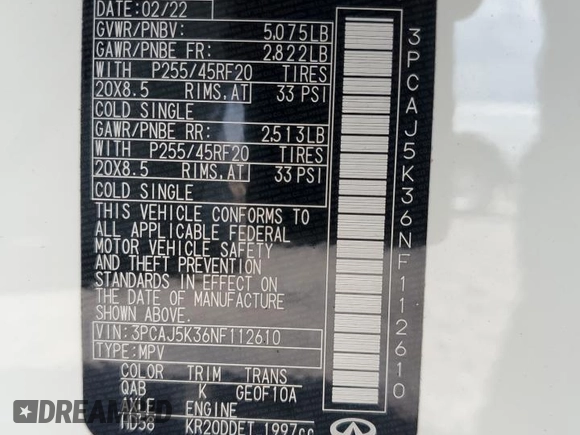 DATE: 02/22
GVWR/PNBV: 5,075LB
GAWR/PNBE FR: 2,822LB
WITH P255/45RF20 TIRES
20X8.5 RIMS, AT 33 PSI
COLD SINGLE
GAWR/PNBE RR: 2,513LB
WITH P255/45RF20 TIRES
20X8.5 RIMS, AT 33 PSI
COLD SINGLE
THIS VEHICLE CONFORMS TO
ALL APPLICABLE FEDERAL
MOTOR VEHICLE SAFETY
AND THEFT PREVENTION
STANDARDS IN EFFECT ON
THE DATE OF MANUFACTURE
SHOWN ABOVE.
VIN: 3PCAJ5K36NF112610
TYPE: MPV
COLOR TRIM TRANS
QAB K GE0F10A
AXLE ENGINE
HD58 KR20DDET 1997cc
3PCAJ5K36NF112610
DREAMED